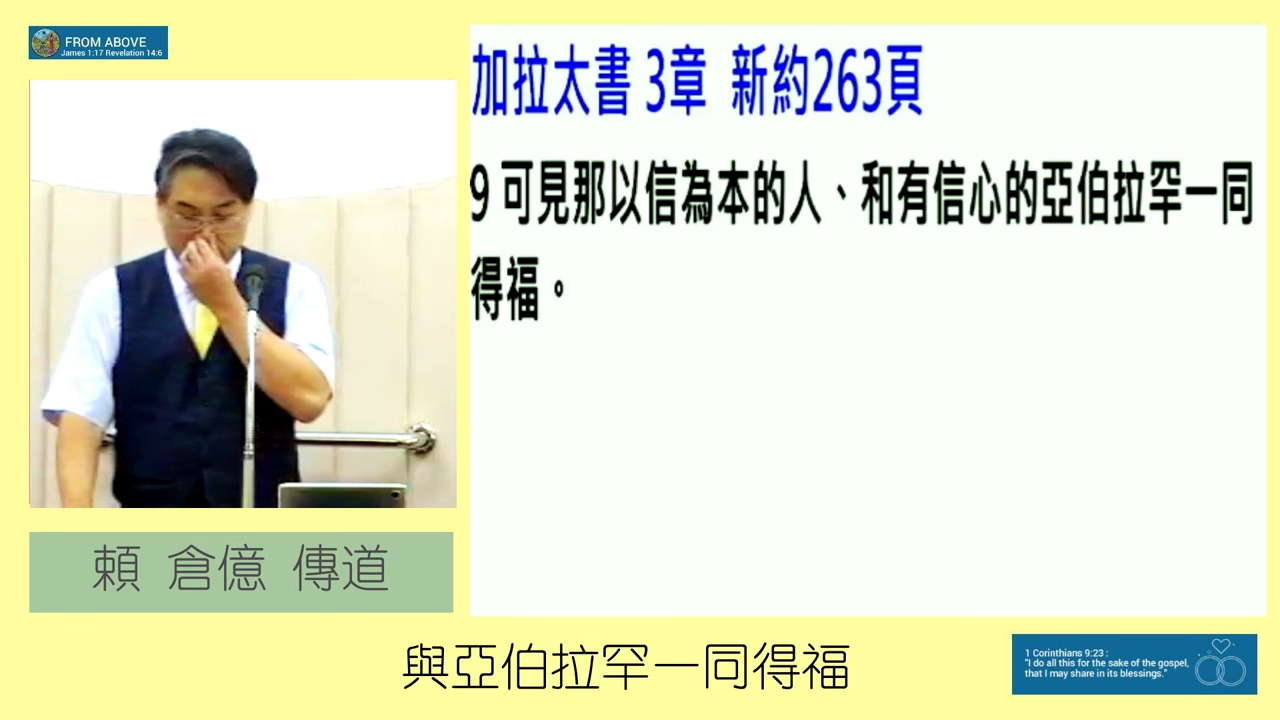 FROM ABOVE
James 1:17 Revelation 14:6
加拉太書 3章 新約263頁
9 可見那以信為本的人、和有信心的亞伯拉罕一同
得福。
賴 倉億 傳道
與亞伯拉罕一同得福
1 Corinthians 9:23 :
"I do all this for the sake of the gospel,
that I may share in its blessings."